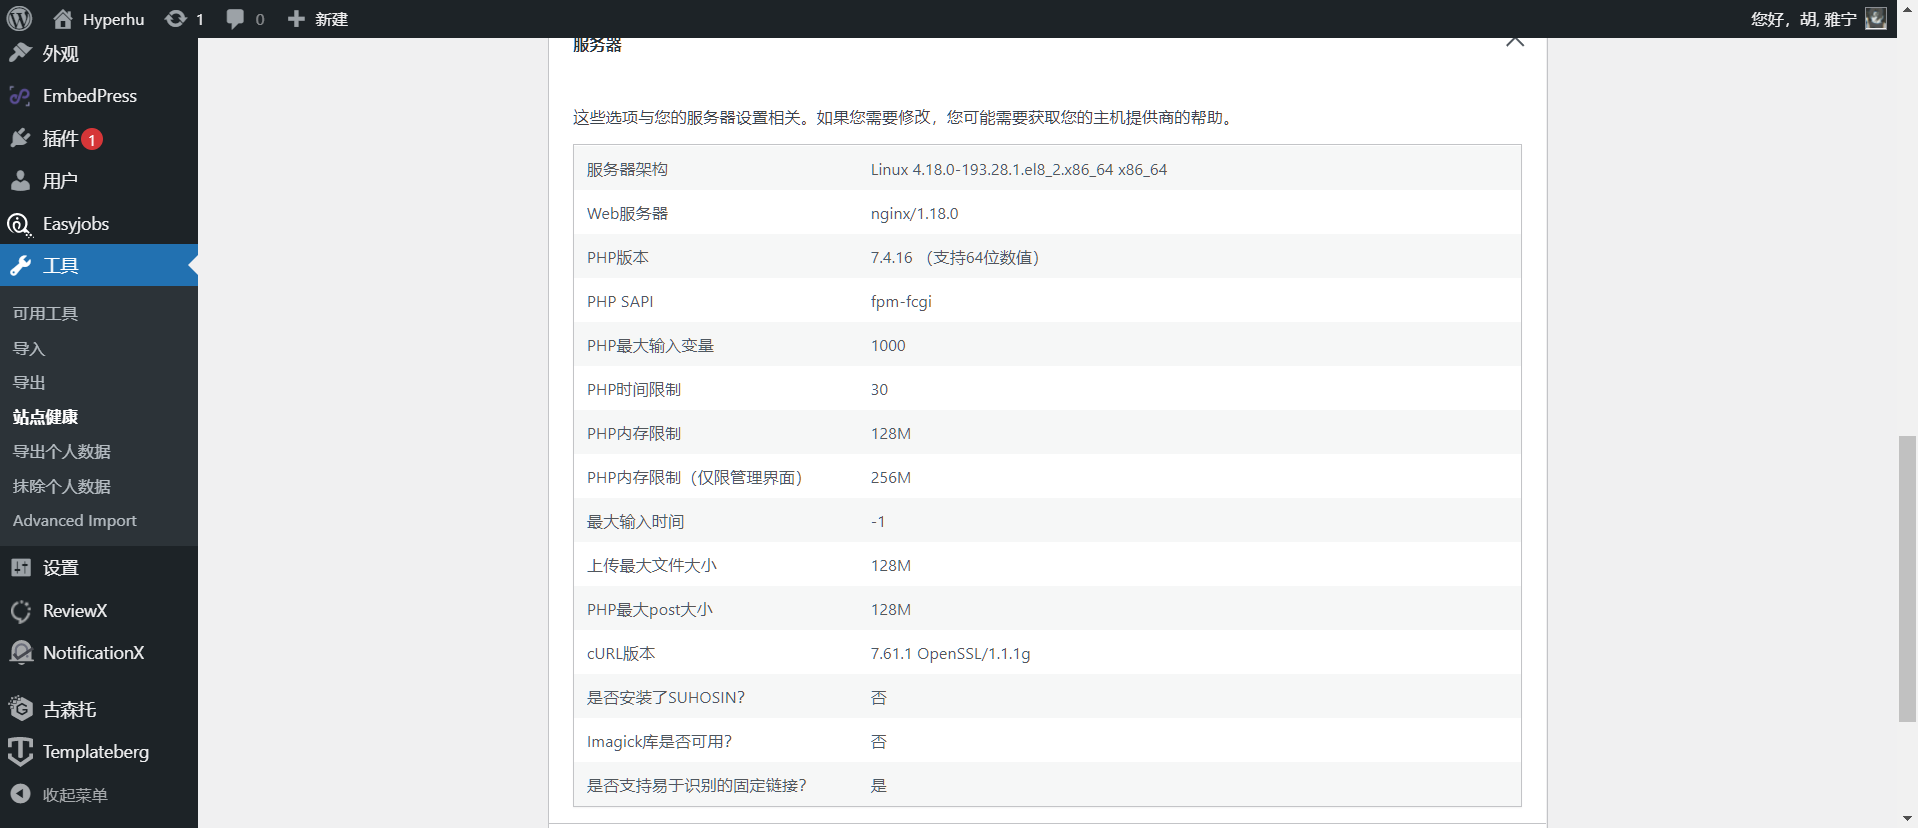 Hyperhu
1
0
新建
您好，胡, 雅宁
外观
EmbedPress
插件 1
用户
Easyjobs
工具
可用工具
导入
导出
站点健康
导出个人数据
抹除个人数据
Advanced Import
设置
ReviewX
NotificationX
古森托
Templateberg
收起菜单
服务器
这些选项与您的服务器设置相关。如果您需要修改，您可能需要获取您的主机提供商的帮助。
服务器架构 Linux 4.18.0-193.28.1.el8_2.x86_64 x86_64
Web服务器 nginx/1.18.0
PHP版本 7.4.16 （支持64位数值）
PHP SAPI fpm-fcgi
PHP最大输入变量 1000
PHP时间限制 30
PHP内存限制 128M
PHP内存限制（仅限管理界面） 256M
最大输入时间 -1
上传最大文件大小 128M
PHP最大post大小 128M
cURL版本 7.61.1 OpenSSL/1.1.1g
是否安装了SUHOSIN? 否
Imagick库是否可用? 否
是否支持易于识别的固定链接? 是